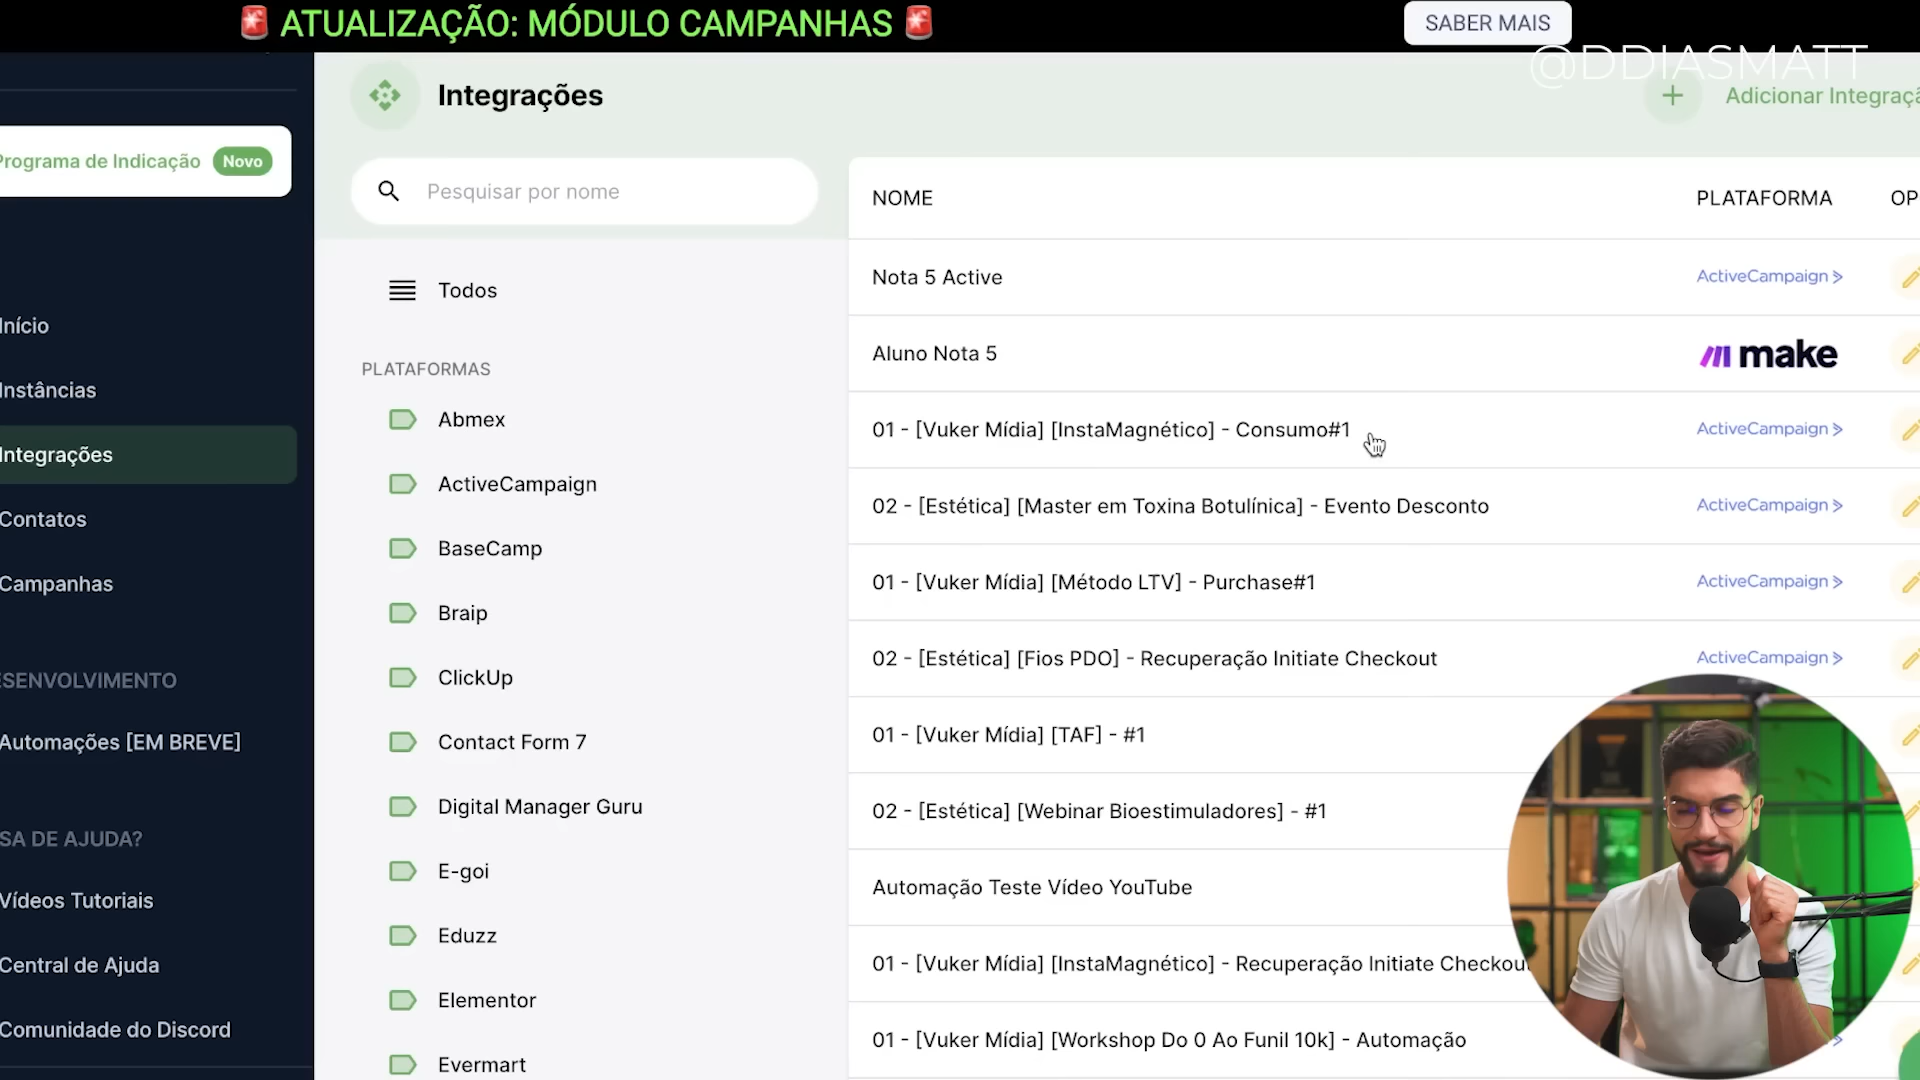 ATUALIZAÇÃO: MÓDULO CAMPANHAS
SABER MAIS
@DDIASMATT
Integrações
Adicionar Integraçã
Programa de Indicação
Novo
Pesquisar por nome
NOME
PLATAFORMA
OP
Todos
Nota 5 Active
ActiveCampaign >
Início
Aluno Nota 5
make
PLATAFORMAS
Instâncias
Abmex
01 - [Vuker Mídia] [InstaMagnético] - Consumo#1
ActiveCampaign >
Integrações
ActiveCampaign
02 - [Estética] [Master em Toxina Botulínica] - Evento Desconto
ActiveCampaign >
Contatos
BaseCamp
01 - [Vuker Mídia] [Método LTV] - Purchase#1
ActiveCampaign >
Campanhas
Braip
02 - [Estética] [Fios PDO] - Recuperação Initiate Checkout
ActiveCampaign >
ESENVOLVIMENTO
ClickUp
01 - [Vuker Mídia] [TAF] - #1
Automações [EM BREVE]
Contact Form 7
02 - [Estética] [Webinar Bioestimuladores] - #1
SA DE AJUDA?
Digital Manager Guru
Automação Teste Vídeo YouTube
Vídeos Tutoriais
E-goi
01 - [Vuker Mídia] [InstaMagnético] - Recuperação Initiate Checkou
Central de Ajuda
Eduzz
01 - [Vuker Mídia] [Workshop Do 0 Ao Funil 10k] - Automação
Comunidade do Discord
Elementor
Evermart